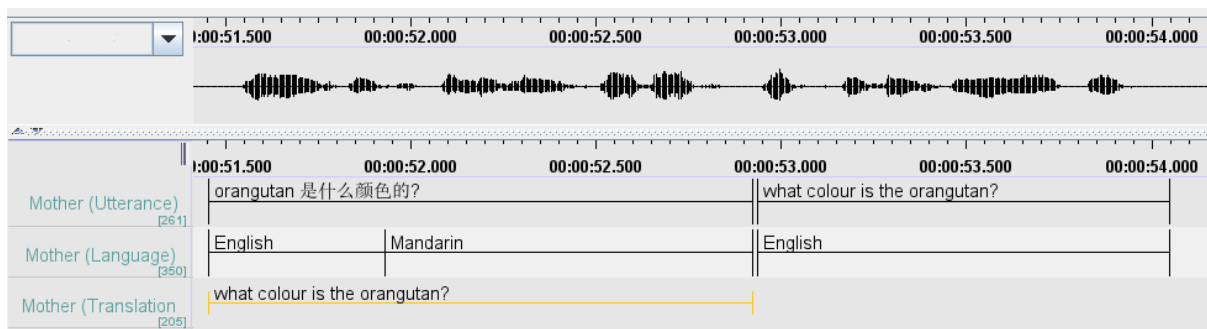 00:00:51.500 00:00:52.000 00:00:52.500 00:00:53.000 00:00:53.500 00:00:54.000
00:00:51.500 00:00:52.000 00:00:52.500 00:00:53.000 00:00:53.500 00:00:54.000
Mother (Utterance) [261] orangutan 是什么颜色的? what colour is the orangutan?
Mother (Language) [350] English Mandarin English
Mother (Translation [205] what colour is the orangutan?